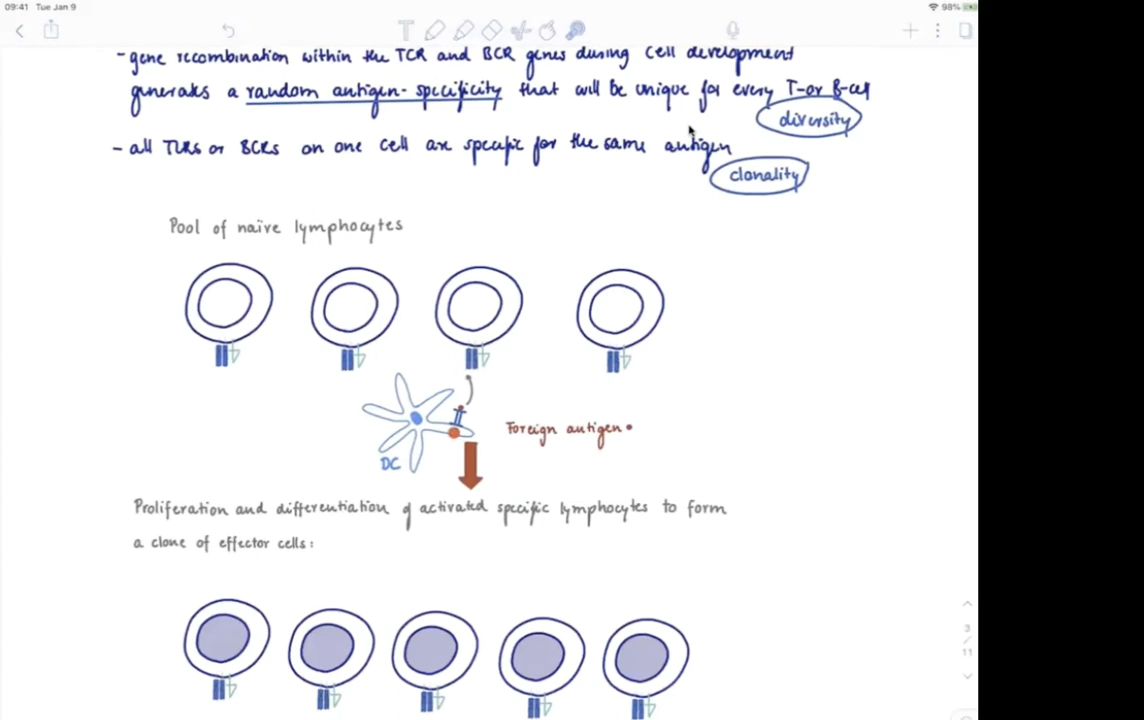 09:41 Tue Jan 9
98%
- gene recombination within the TCR and BCR genes during cell development
generates a random antigen-specificity that will be unique for every T-or B-cell
diversity
- all TCRs or BCRs on one cell are specific for the same antigen
clonality
Pool of naïve lymphocytes
Foreign antigen
DC
Proliferation and differentiation of activated specific lymphocytes to form
a clone of effector cells:
3
/
11